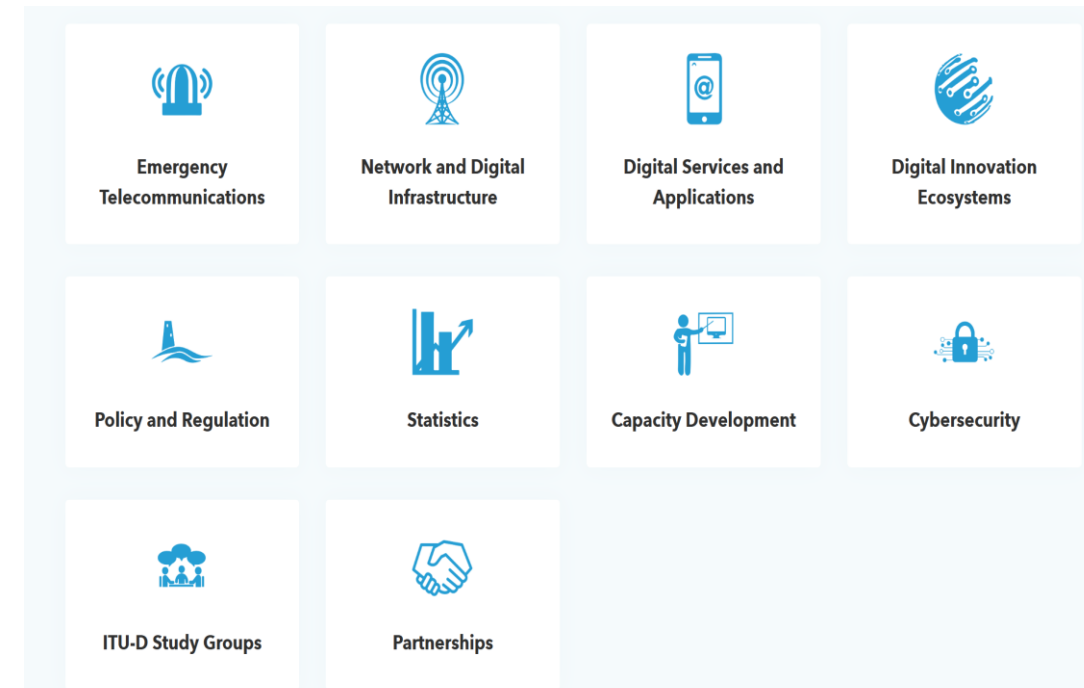 Emergency
Telecommunications
Network and Digital
Infrastructure
@
Digital Services and
Applications
Digital Innovation
Ecosystems
Policy and Regulation
Statistics
Capacity Development
Cybersecurity
ITU-D Study Groups
Partnerships